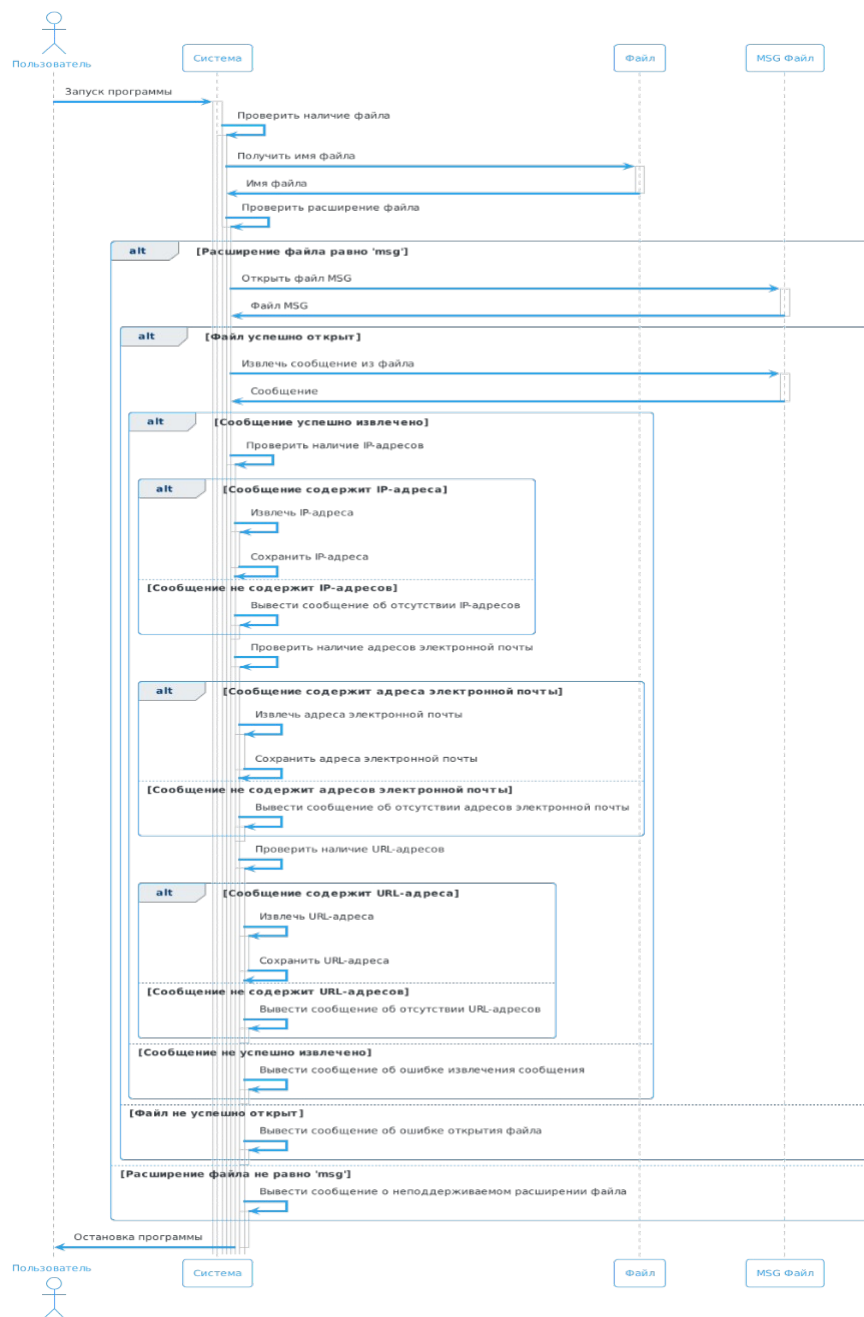 Пользователь
Система
Файл
MSG Файл
Запуск программы
Проверить наличие файла
Получить имя файла
Имя файла
Проверить расширение файла
alt [Расширение файла равно 'msg']
Открыть файл MSG
Файл MSG
alt [Файл успешно открыт]
Извлечь сообщение из файла
Сообщение
alt [Сообщение успешно извлечено]
Проверить наличие IP-адресов
alt [Сообщение содержит IP-адреса]
Извлечь IP-адреса
Сохранить IP-адреса
[Сообщение не содержит IP-адресов]
Вывести сообщение об отсутствии IP-адресов
Проверить наличие адресов электронной почты
alt [Сообщение содержит адреса электронной почты]
Извлечь адреса электронной почты
Сохранить адреса электронной почты
[Сообщение не содержит адресов электронной почты]
Вывести сообщение об отсутствии адресов электронной почты
Проверить наличие URL-адресов
alt [Сообщение содержит URL-адреса]
Извлечь URL-адреса
Сохранить URL-адреса
[Сообщение не содержит URL-адресов]
Вывести сообщение об отсутствии URL-адресов
[Сообщение не успешно извлечено]
Вывести сообщение об ошибке извлечения сообщения
[Файл не успешно открыт]
Вывести сообщение об ошибке открытия файла
[Расширение файла не равно 'msg']
Вывести сообщение о неподдерживаемом расширении файла
Остановка программы
Пользователь
Система
Файл
MSG Файл